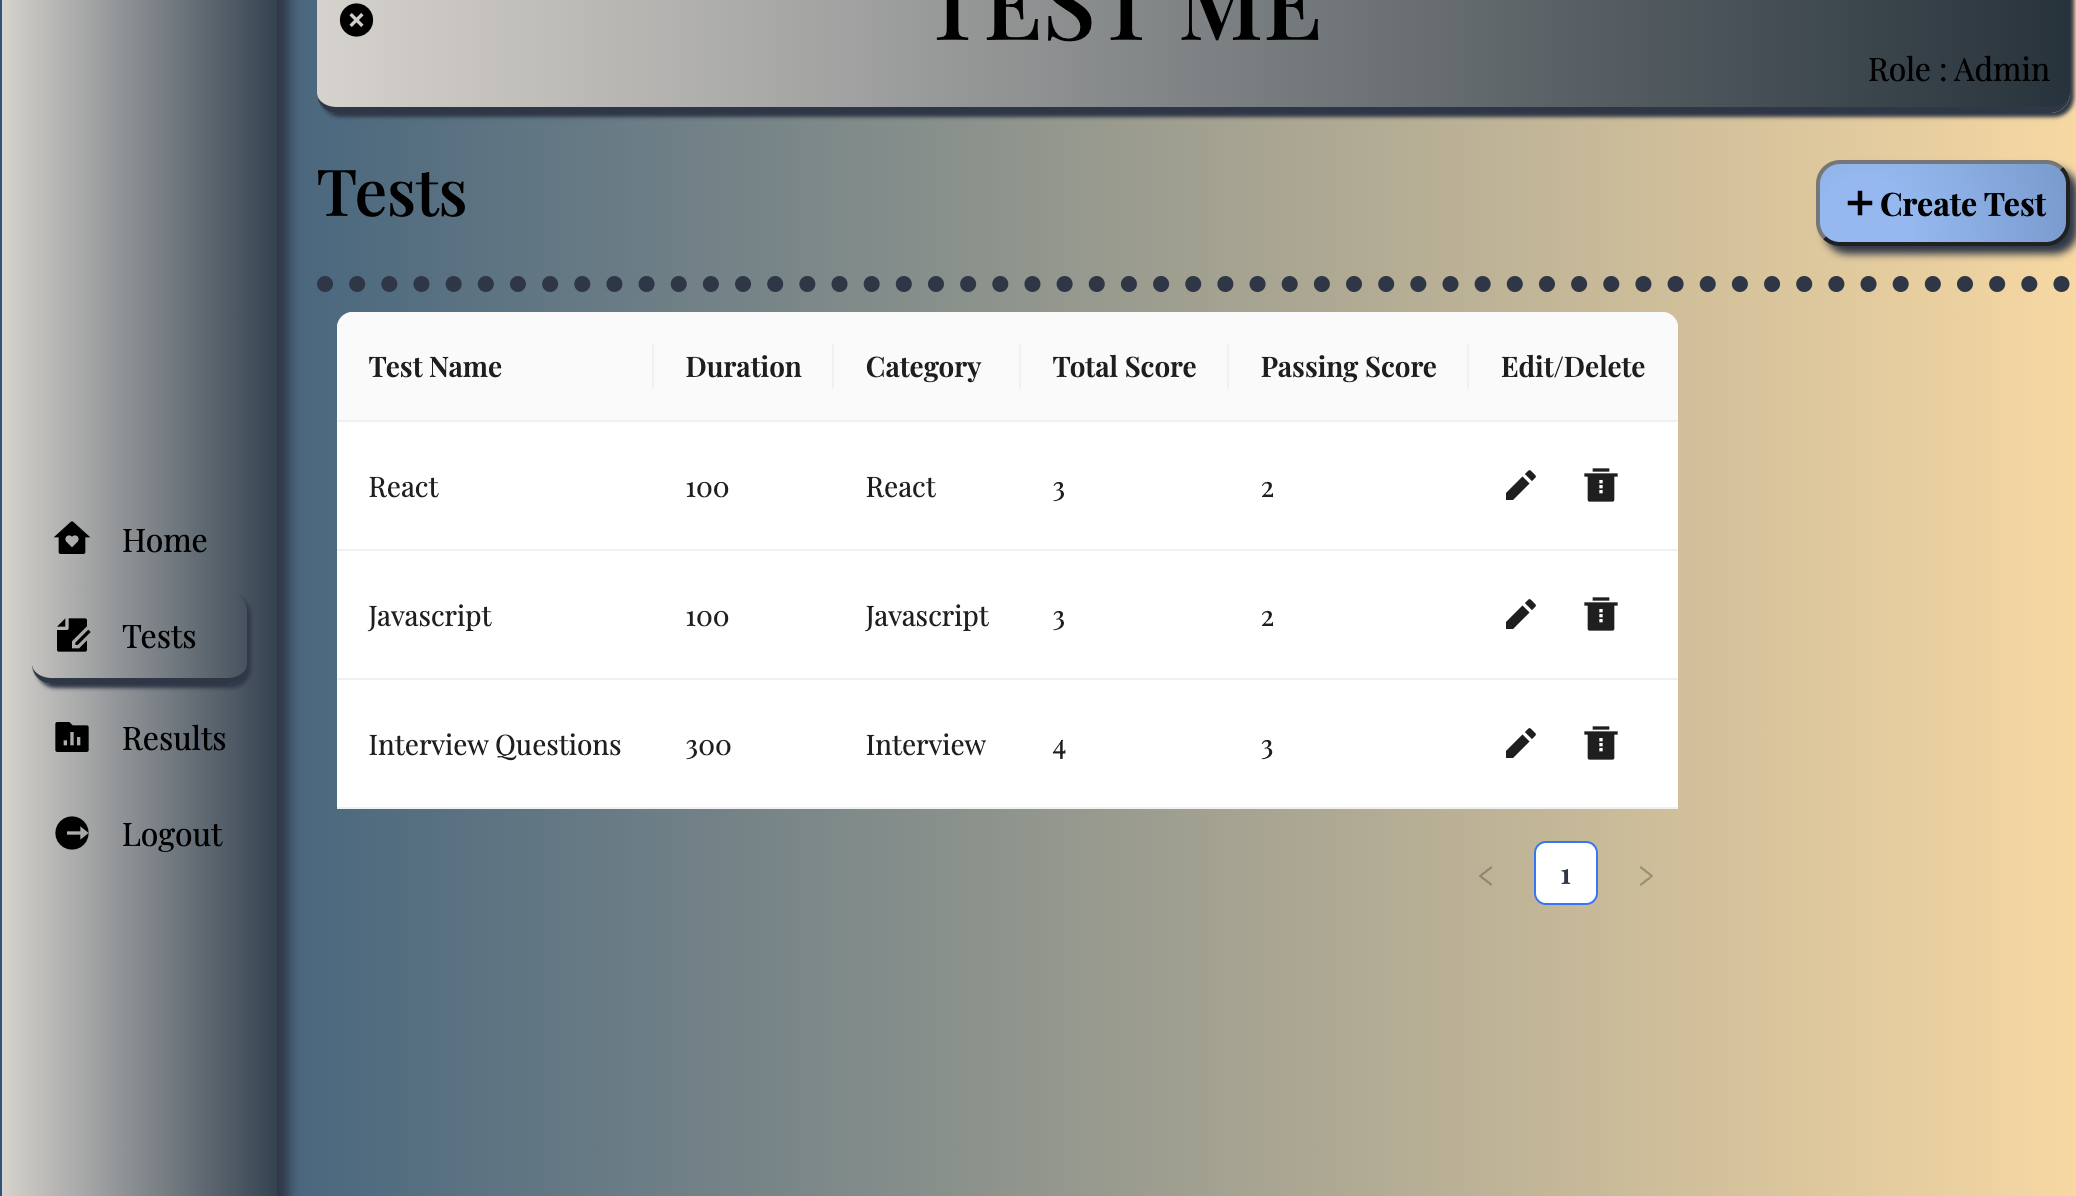 TEST ME
Role : Admin
Tests
+ Create Test
Test Name Duration Category Total Score Passing Score Edit/Delete
React 100 React 3 2
Javascript 100 Javascript 3 2
Interview Questions 300 Interview 4 3
< 1 >
Home
Tests
Results
Logout